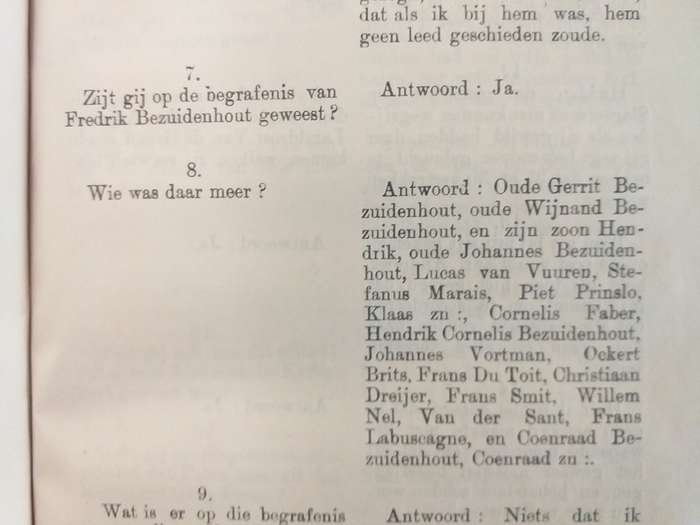 dat als ik bij hem was, hem
geen leed geschieden zoude.
7.
Zijt gij op de begrafenis van
Fredrik Bezuidenhout geweest ?
Antwoord : Ja.
8.
Wie was daar meer ?
Antwoord : Oude Gerrit Be-
zuidenhout, oude Wijnand Be-
zuidenhout, en zijn zoon Hen-
drik, oude Johannes Bezuiden-
hout, Lucas van Vuuren, Ste-
fanus Marais, Piet Prinslo,
Klaas zn :, Cornelis Faber,
Hendrik Cornelis Bezuidenhout,
Johannes Vortman, Ockert
Brits, Frans Du Toit, Christiaan
Dreijer, Frans Smit, Willem
Nel, Van der Sant, Frans
Labuscagne, en Coenraad Be-
zuidenhout, Coenraad zn :.
9.
Wat is er op die begrafenis
Antwoord : Niets dat ik